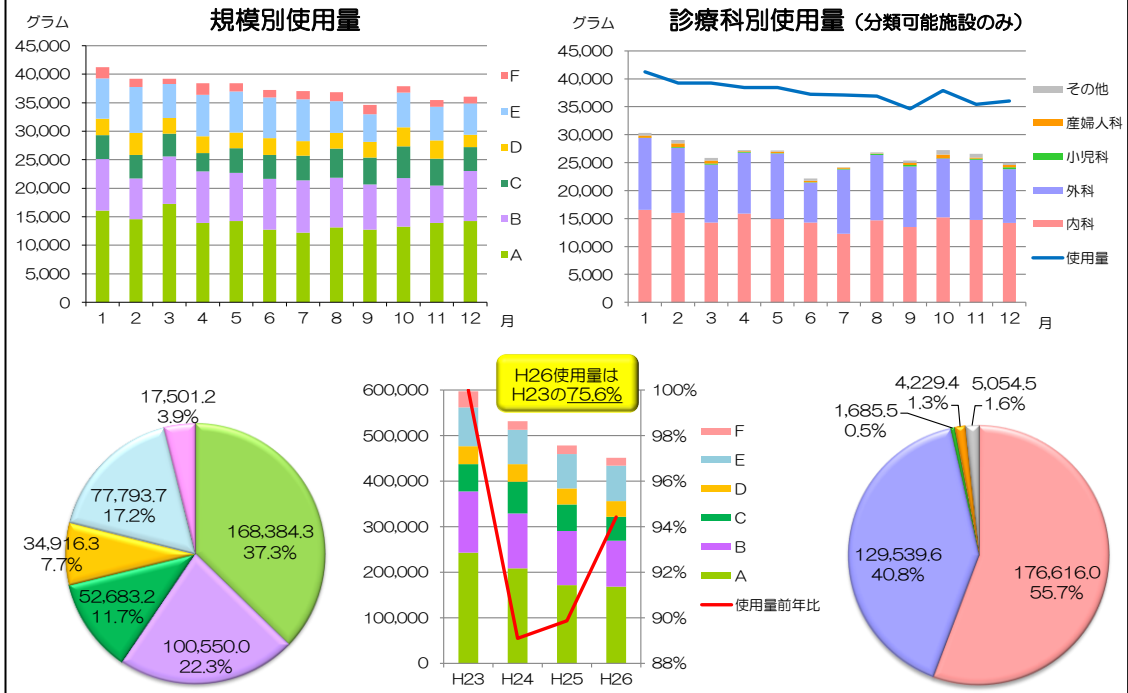 規模別使用量
グラム
45,000
40,000
35,000
30,000
25,000
20,000
15,000
10,000
5,000
0
1 2 3 4 5 6 7 8 9 10 11 12 月
F
E
D
C
B
A
診療科別使用量（分類可能施設のみ）
グラム
45,000
40,000
35,000
30,000
25,000
20,000
15,000
10,000
5,000
0
1 2 3 4 5 6 7 8 9 10 11 12 月
その他
産婦人科
小児科
外科
内科
使用量
17,501.2
3.9%
77,793.7
17.2%
34,916.3
7.7%
52,683.2
11.7%
100,550.0
22.3%
168,384.3
37.3%
H26使用量は
H23の75.6%
600,000
500,000
400,000
300,000
200,000
100,000
0
H23 H24 H25 H26
100%
98%
96%
94%
92%
90%
88%
F
E
D
C
B
A
使用量前年比
4,229.4
1.3%
5,054.5
1.6%
1,685.5
0.5%
129,539.6
40.8%
176,616.0
55.7%